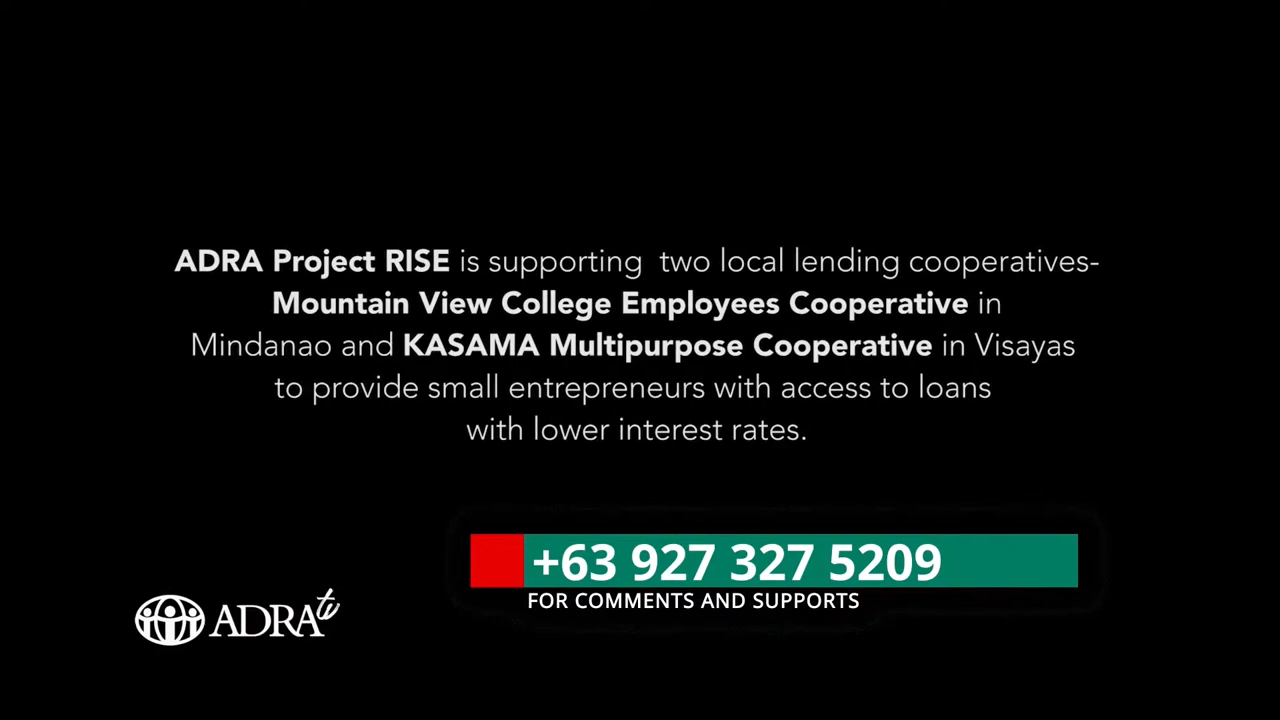 ADRA Project RISE is supporting two local lending cooperatives-
Mountain View College Employees Cooperative in
Mindanao and KASAMA Multipurpose Cooperative in Visayas
to provide small entrepreneurs with access to loans
with lower interest rates.
+63 927 327 5209
FOR COMMENTS AND SUPPORTS
ADRA tv